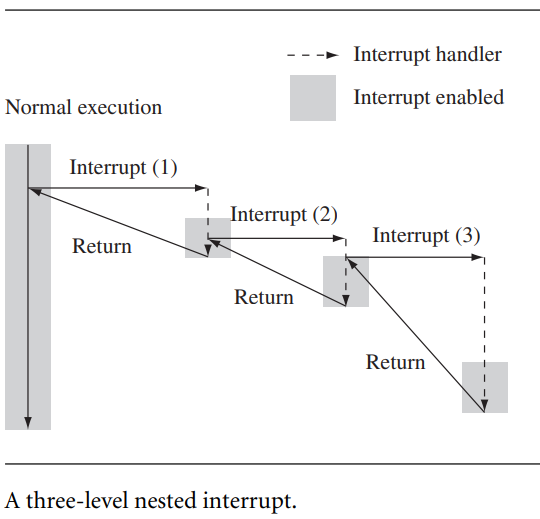 Interrupt handler
Interrupt enabled
Normal execution
Interrupt (1)
Interrupt (2)
Interrupt (3)
Return
Return
Return
A three-level nested interrupt.